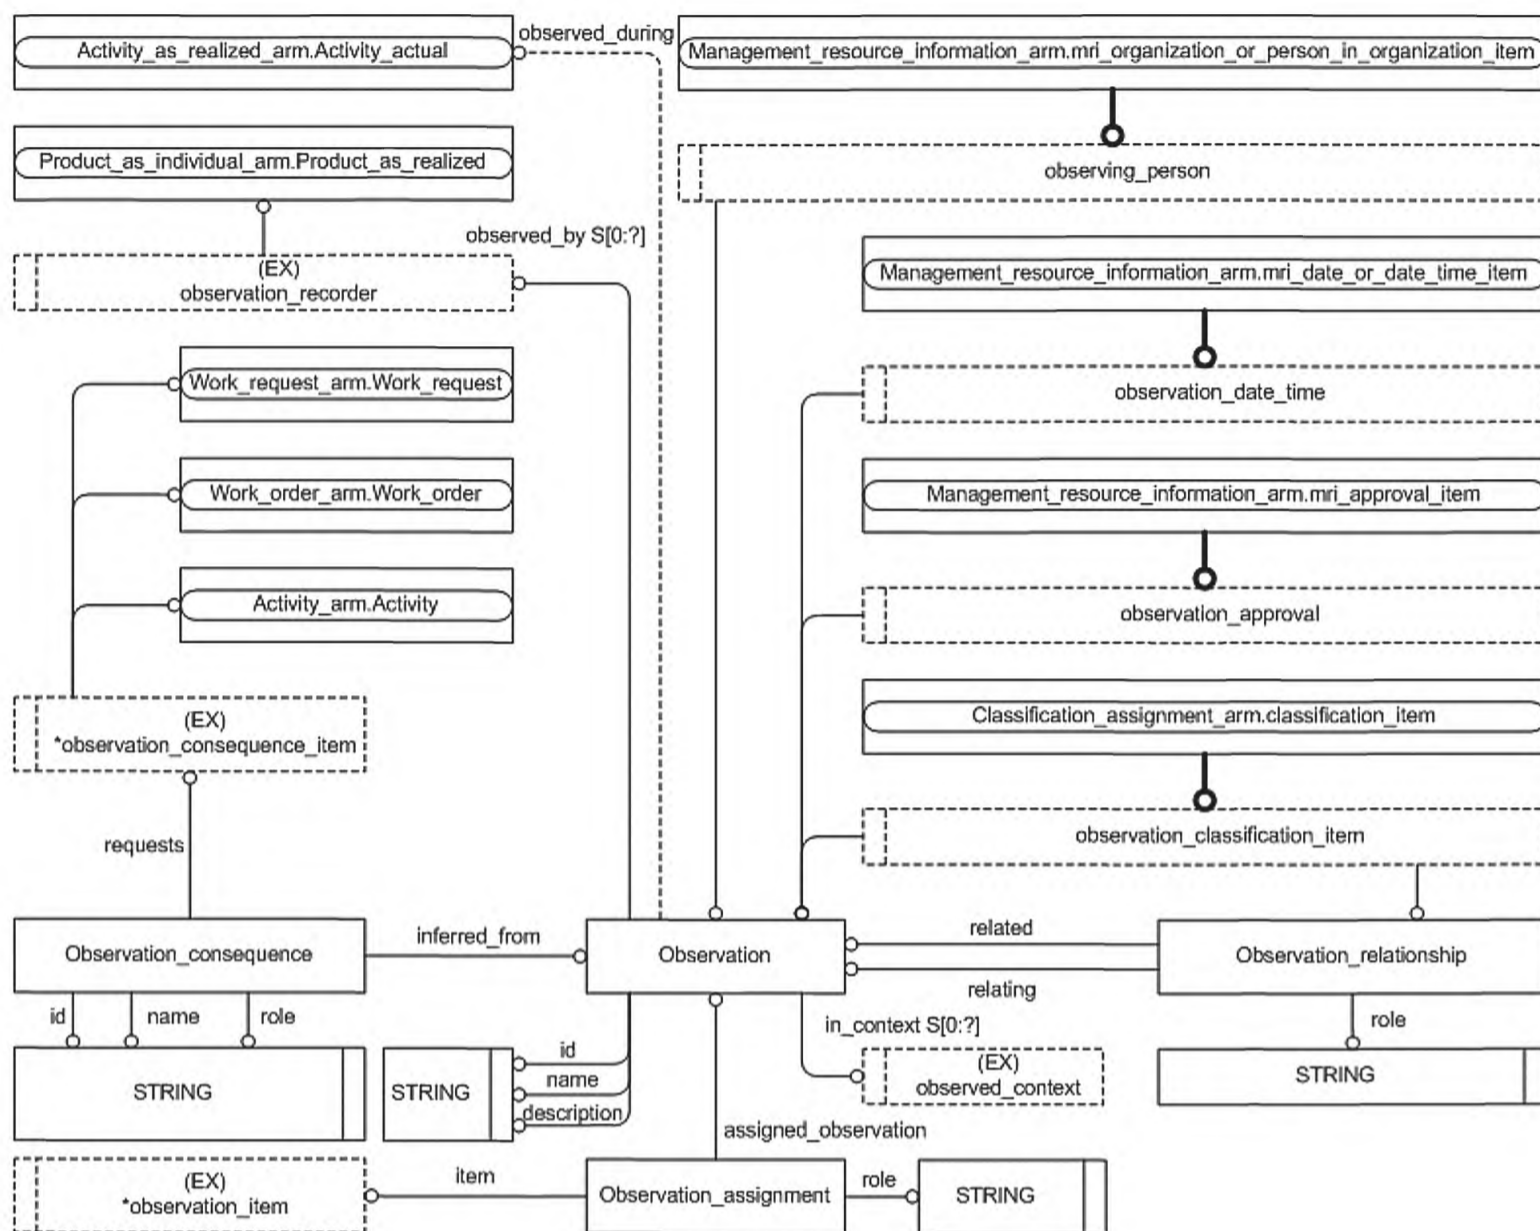 Activity_as_realized_arm.Activity_actual
observed_during
Management_resource_information_arm.mri_organization_or_person_in_organization_item
Product_as_individual_arm.Product_as_realized
observing_person
observed_by S[0:?]
(EX)
observation_recorder
Management_resource_information_arm.mri_date_or_date_time_item
Work_request_arm.Work_request
observation_date_time
Work_order_arm.Work_order
Management_resource_information_arm.mri_approval_item
Activity_arm.Activity
observation_approval
(EX)
*observation_consequence_item
Classification_assignment_arm.classification_item
requests
observation_classification_item
Observation_consequence
inferred_from
Observation
related
relating
Observation_relationship
id
name
role
in_context S[0:?]
role
STRING
STRING
id
name
description
(EX)
observed_context
STRING
assigned_observation
(EX)
*observation_item
item
Observation_assignment
role
STRING